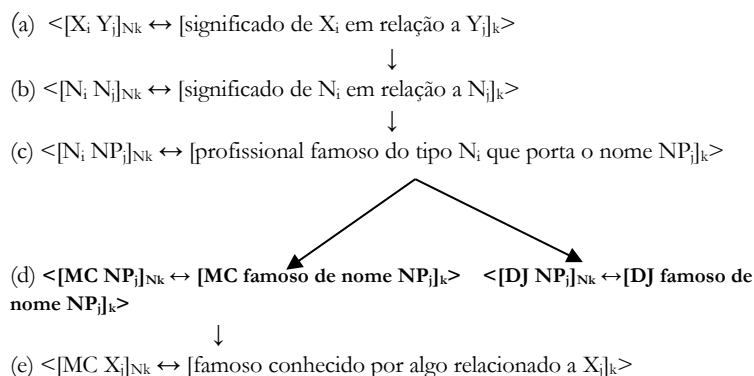 (a) <[Xi Yj]Nk ↔ [significado de Xi em relação a Yj]k>
↓
(b) <[Ni Nj]Nk ↔ [significado de Ni em relação a Nj]k>
↓
(c) <[Ni NPj]Nk ↔ [profissional famoso do tipo Ni que porta o nome NPj]k>
(d) <[MC NPj]Nk ↔ [MC famoso de nome NPj]k> <[DJ NPj]Nk ↔[DJ famoso de
nome NPj]k>
↓
(e) <[MC Xj]Nk ↔ [famoso conhecido por algo relacionado a Xj]k>